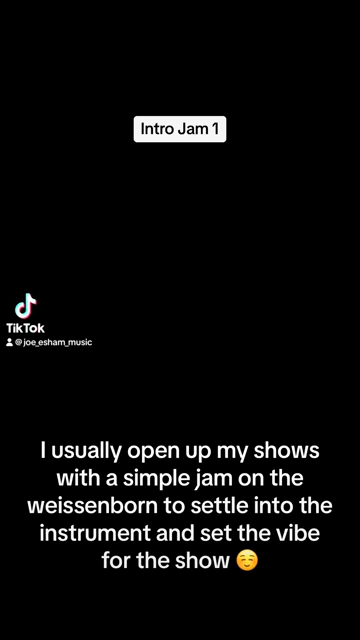 Intro Jam 1
TikTok
@joe_esham_music
I usually open up my shows
with a simple jam on the
weissenborn to settle into the
instrument and set the vibe
for the show ☺️